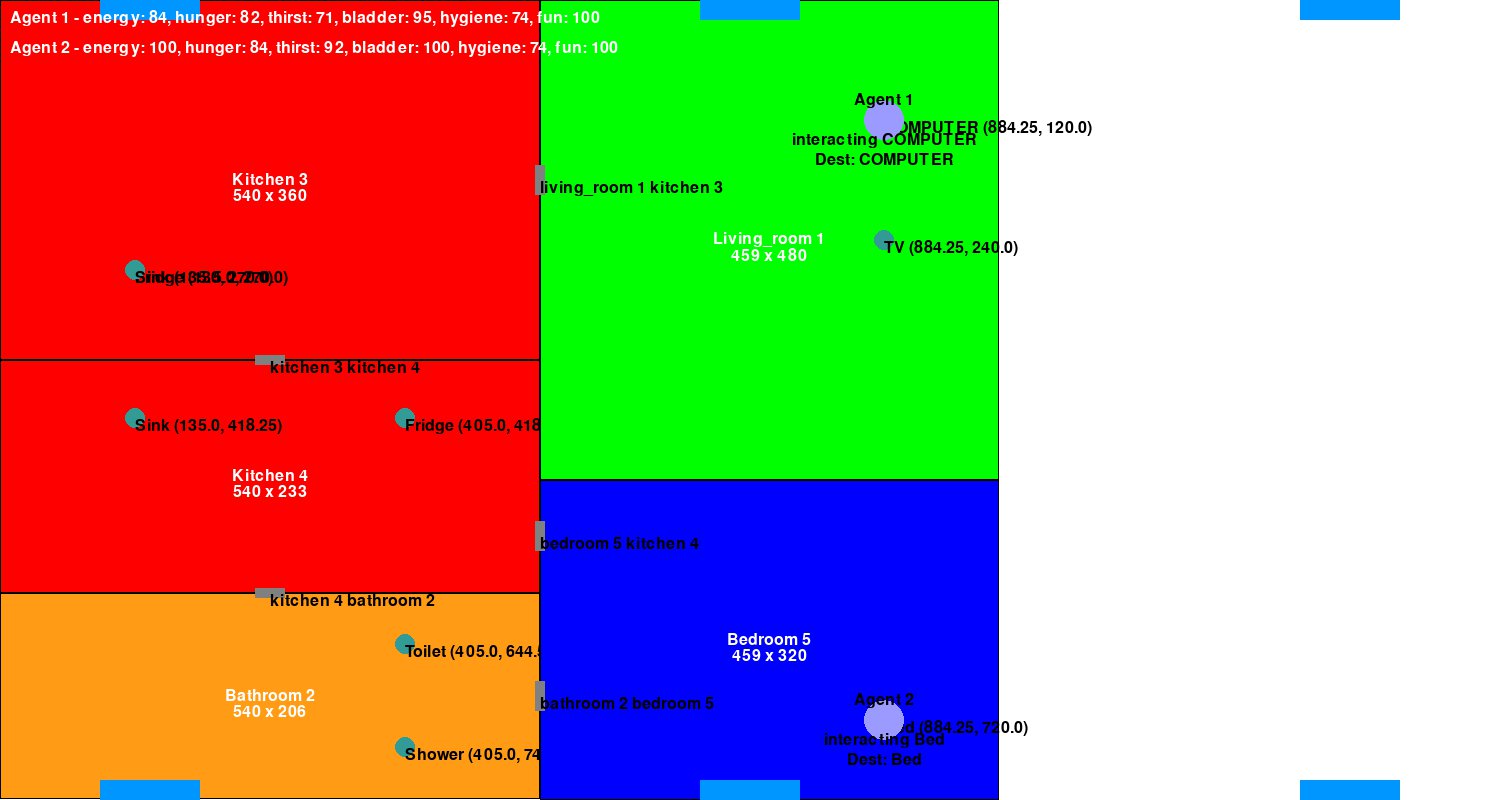 Agent 1 - energy: 84, hunger: 82, thirst: 71, bladder: 95, hygiene: 74, fun: 100
Agent 2 - energy: 100, hunger: 84, thirst: 92, bladder: 100, hygiene: 74, fun: 100
Agent 1
OMPUTER (884.25, 120.0)
interacting COMPUTER
Dest: COMPUTER
Kitchen 3
540 x 360
living_room 1 kitchen 3
Living_room 1
459 x 480
TV (884.25, 240.0)
kitchen 3 kitchen 4
Sink (135.0, 418.25)
Fridge (405.0, 418
Kitchen 4
540 x 233
bedroom 5 kitchen 4
kitchen 4 bathroom 2
Toilet (405.0, 644.5
Bedroom 5
459 x 320
Bathroom 2
540 x 206
bathroom 2 bedroom 5
Agent 2
d (884.25, 720.0)
interacting Bed
Dest: Bed
Shower (405.0, 74